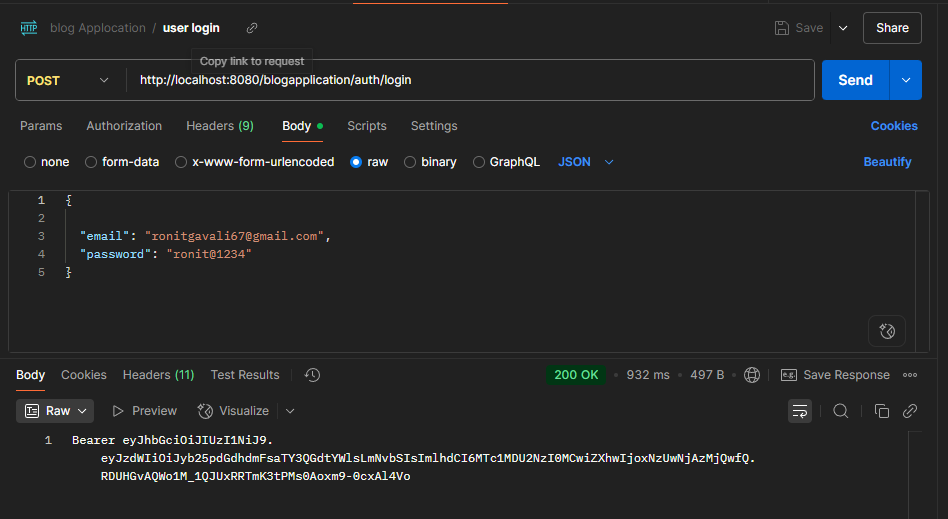 HTTP blog Applocation / user login Save Share
Copy link to request
POST http://localhost:8080/blogapplication/auth/login Send
Params Authorization Headers (9) Body Scripts Settings Cookies
none form-data x-www-form-urlencoded raw binary GraphQL JSON Beautify
1 {
2
3 "email": "ronitgavali67@gmail.com",
4 "password": "ronit@1234"
5 }
Body Cookies Headers (11) Test Results 200 OK • 932 ms • 497 B • e.g. Save Response
Raw Preview Visualize
1 Bearer eyJhbGciOiJIUzI1NiJ9.
eyJzdWIiOiJyb25pdGdhdmFsaTY3QGdtYWlsLmNvbSIsImlhdCI6MTc1MDU2NzI0MCwiZXhwIjoxNzUwNjAzMjQwfQ.
RDUHGvAQWo1M_1QJUxRRTmK3tPMs0Aoxm9-0cxAl4Vo